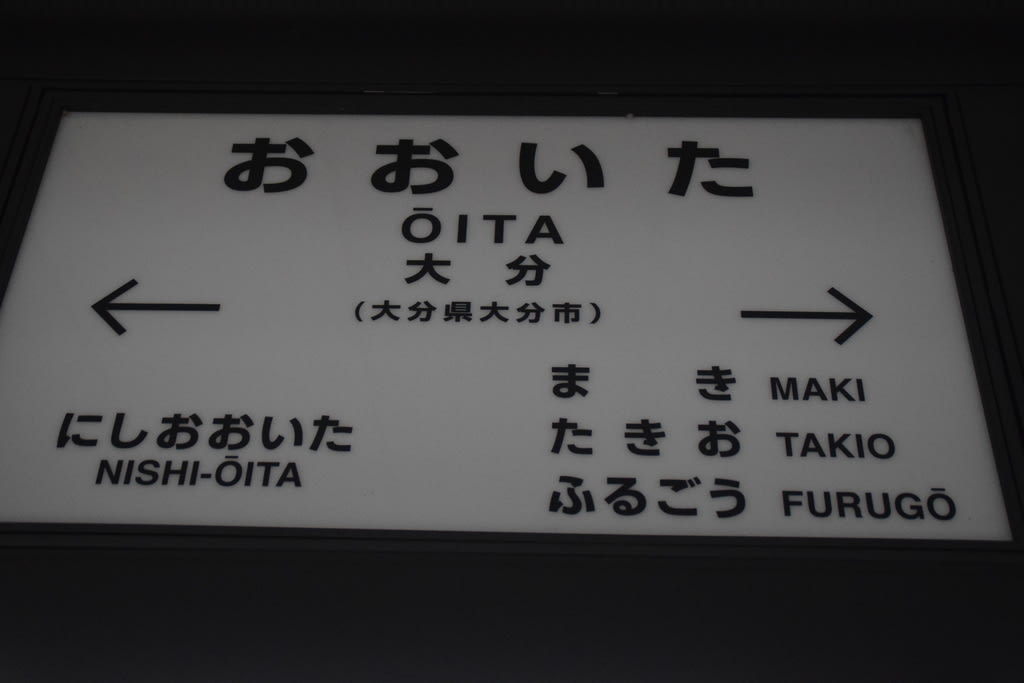 おおいた
ŌITA
大分
(大分県大分市)
にしおおいた
NISHI-ŌITA
まき MAKI
たきお TAKIO
ふるごう FURUGŌ